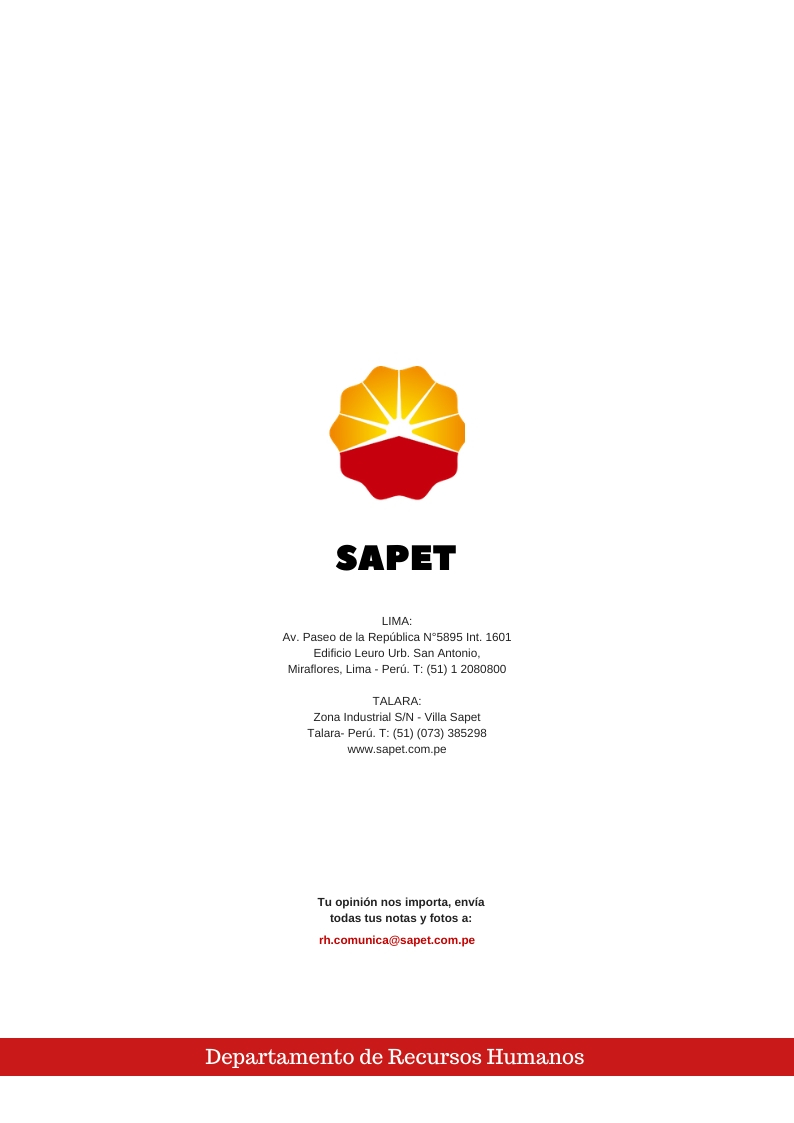 SAPET
LIMA:
Av. Paseo de la República N°5895 Int. 1601
Edificio Leuro Urb. San Antonio,
Miraflores, Lima - Perú. T: (51) 1 2080800
TALARA:
Zona Industrial S/N - Villa Sapet
Talara- Perú. T: (51) (073) 385298
www.sapet.com.pe
Tu opinión nos importa, envía
todas tus notas y fotos a:
rh.comunica@sapet.com.pe
Departamento de Recursos Humanos